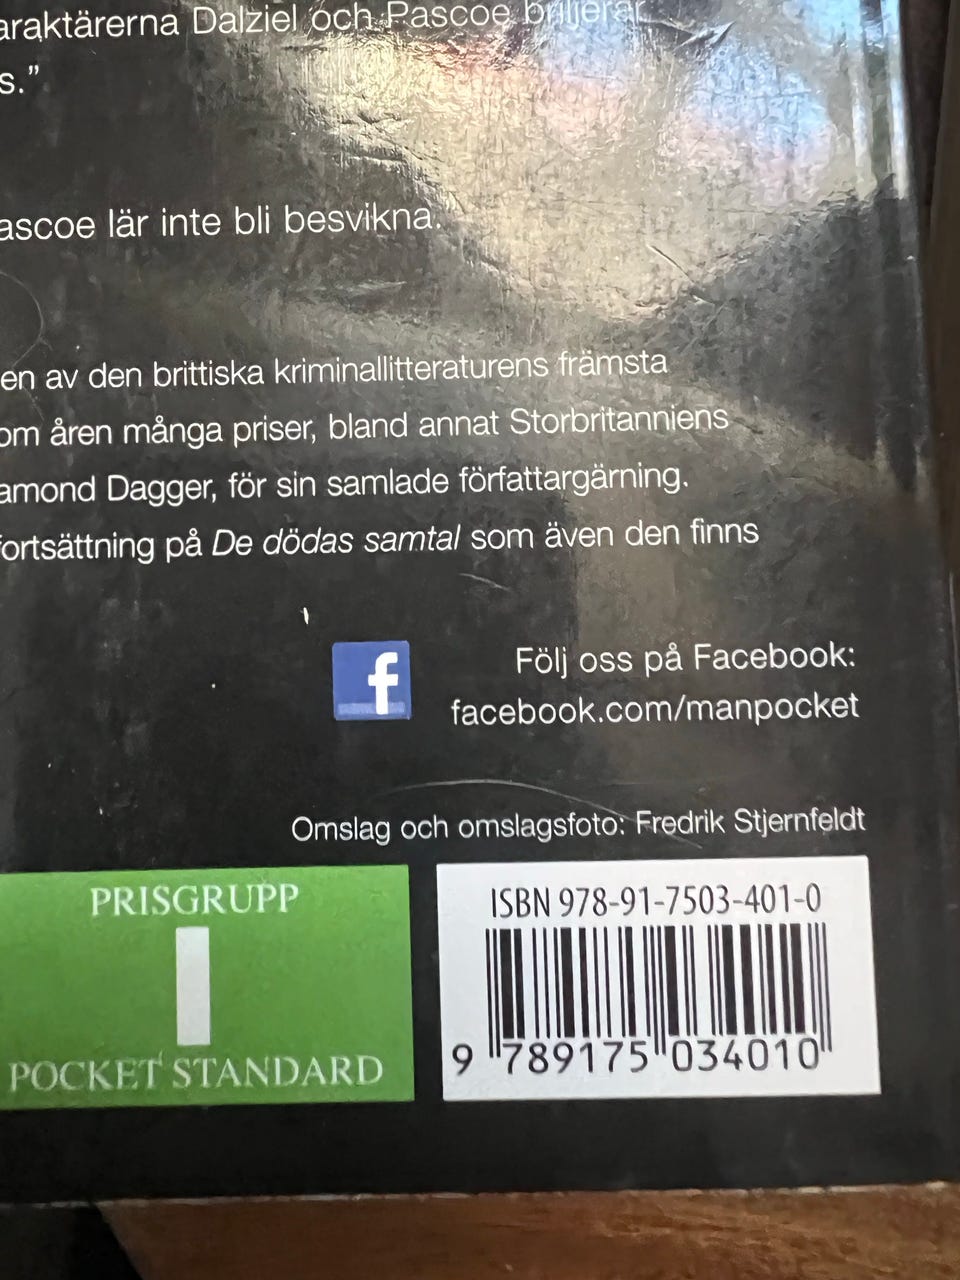 araktärerna Dalziel och Pascoe briljerar
s.”
ascoe lär inte bli besvikna.
en av den brittiska kriminallitteraturens främsta
om åren många priser, bland annat Storbritanniens
amond Dagger, för sin samlade författargärning.
ortsättning på De dödas samtal som även den finns
f
Följ oss på Facebook:
facebook.com/manpocket
Omslag och omslagsfoto: Fredrik Stjernfeldt
PRISGRUPP
I
POCKET STANDARD
ISBN 978-91-7503-401-0
9 789175 034010